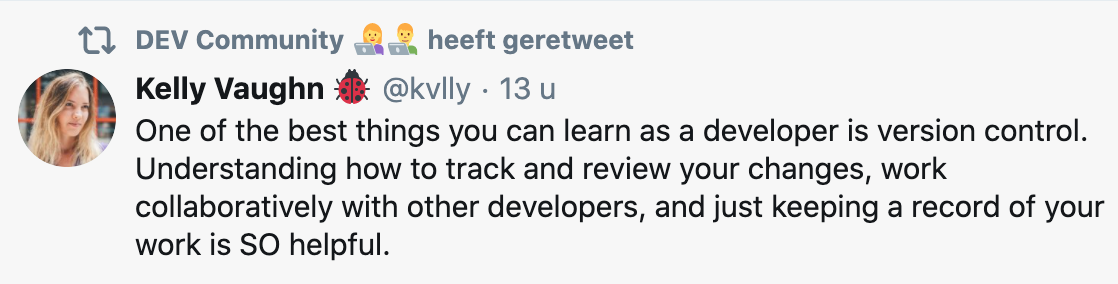 DEV Community 👩‍💻👨‍💻 heeft geretweet
Kelly Vaughn 🐞 @kvlly · 13 u
One of the best things you can learn as a developer is version control.
Understanding how to track and review your changes, work
collaboratively with other developers, and just keeping a record of your
work is SO helpful.